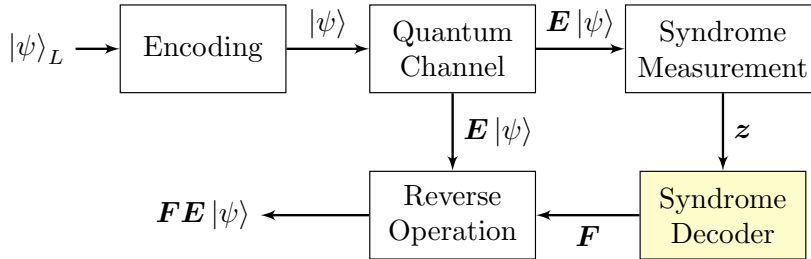 |ψ⟩_L
Encoding
|ψ⟩
Quantum
Channel
E|ψ⟩
Syndrome
Measurement
E|ψ⟩
z
FE|ψ⟩
Reverse
Operation
F
Syndrome
Decoder